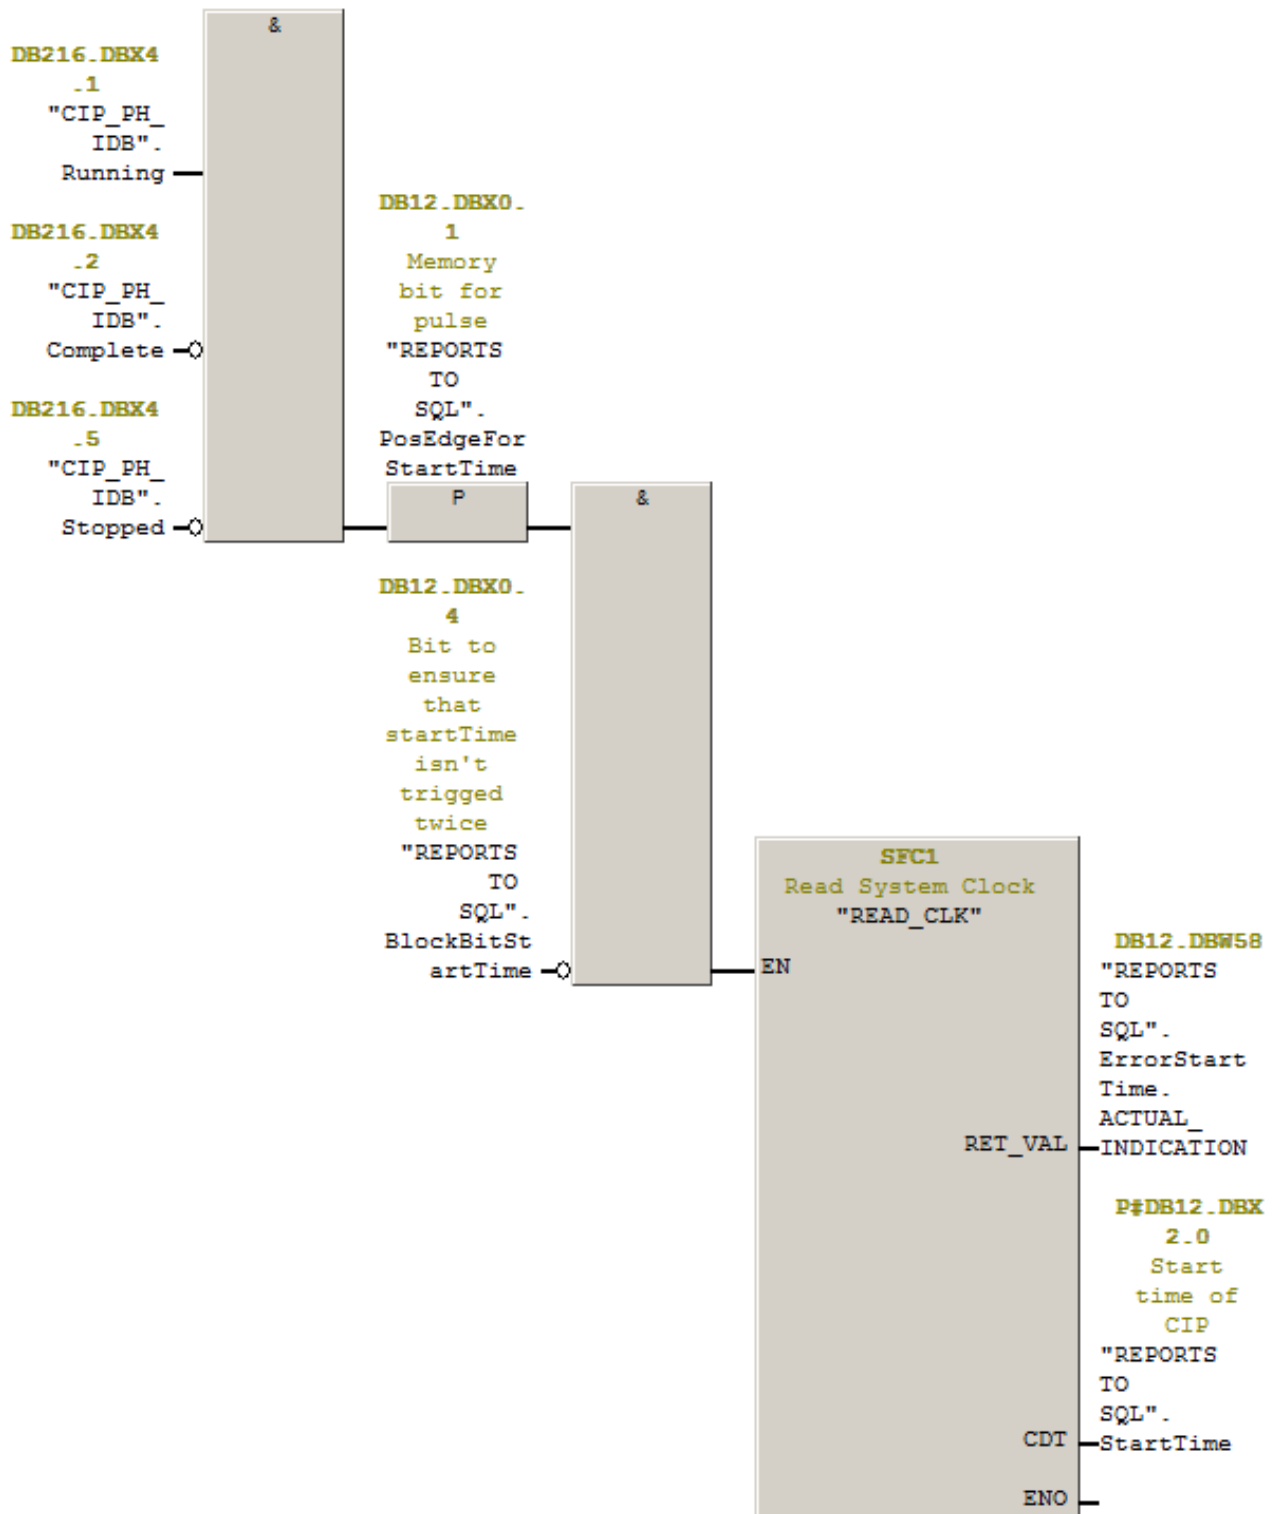 &
DB216.DBX4
.1
"CIP_PH_
IDB".
Running
DB216.DBX4
.2
"CIP_PH_
IDB".
Complete
DB216.DBX4
.5
"CIP_PH_
IDB".
Stopped
DB12.DBX0.
1
Memory
bit for
pulse
"REPORTS
TO
SQL".
PosEdgeFor
StartTime
P
&
DB12.DBX0.
4
Bit to
ensure
that
startTime
isn't
trigged
twice
"REPORTS
TO
SQL".
BlockBitSt
artTime
SFC1
Read System Clock
"READ_CLK"
EN
RET_VAL
DB12.DBW58
"REPORTS
TO
SQL".
ErrorStart
Time.
ACTUAL_
INDICATION
P#DB12.DBX
2.0
Start
time of
CIP
"REPORTS
TO
SQL".
StartTime
CDT
ENO